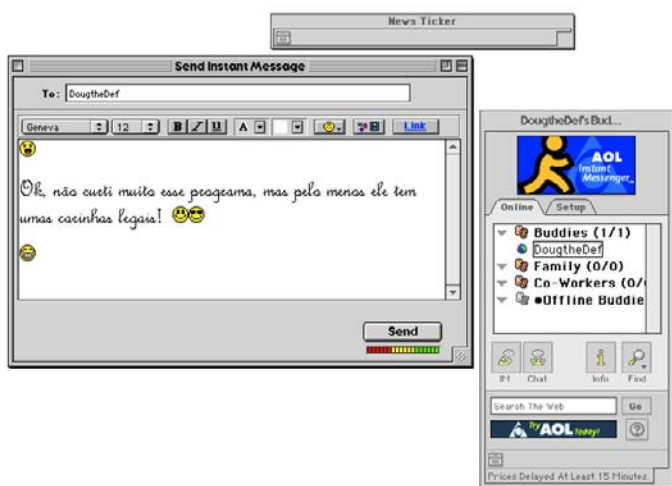 News Ticker
Send Instant Message
To: DougtheDef
Geneva 12 B I U A Link
Ok, não curti muito esse programa, mas pelo menos ele tem
umas carinhas legais!
Send
DougtheDef's Bud...
AOL
Instant
Messenger
Online Setup
Buddies (1/1)
DougtheDef
Family (0/0)
Co-Workers (0/
Offline Buddie
IM Chat Info Find
Search The Web Go
Try AOL Today! ?
Prices Delayed At Least 15 Minutes.